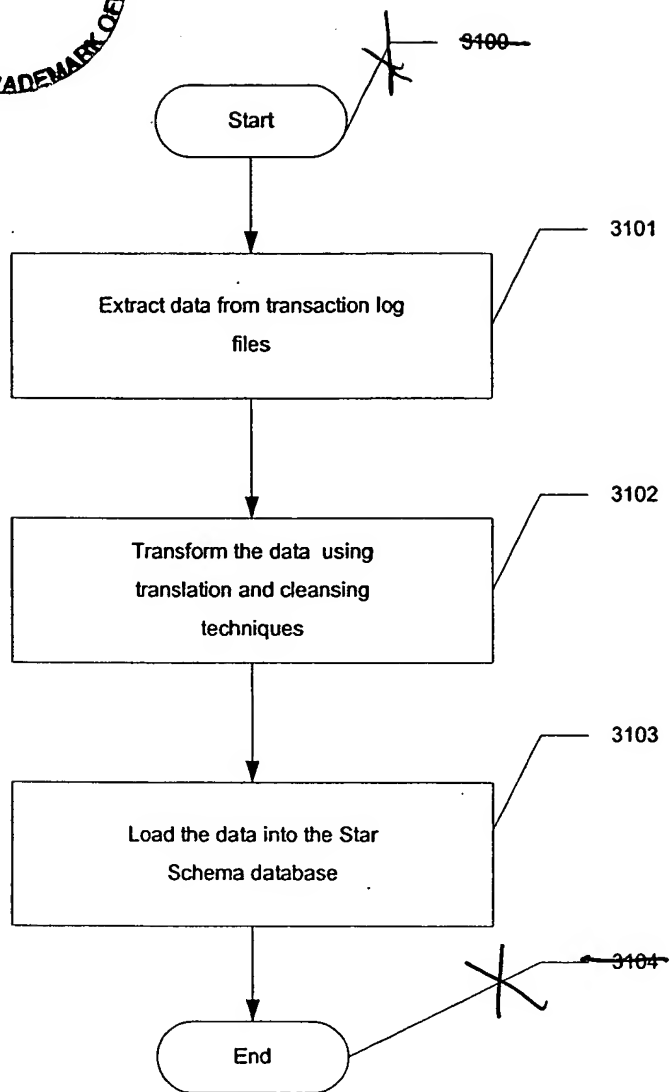 ADEMARK OF
3100
Start
3101
Extract data from transaction log
files
3102
Transform the data using
translation and cleansing
techniques
3103
Load the data into the Star
Schema database
3104
End